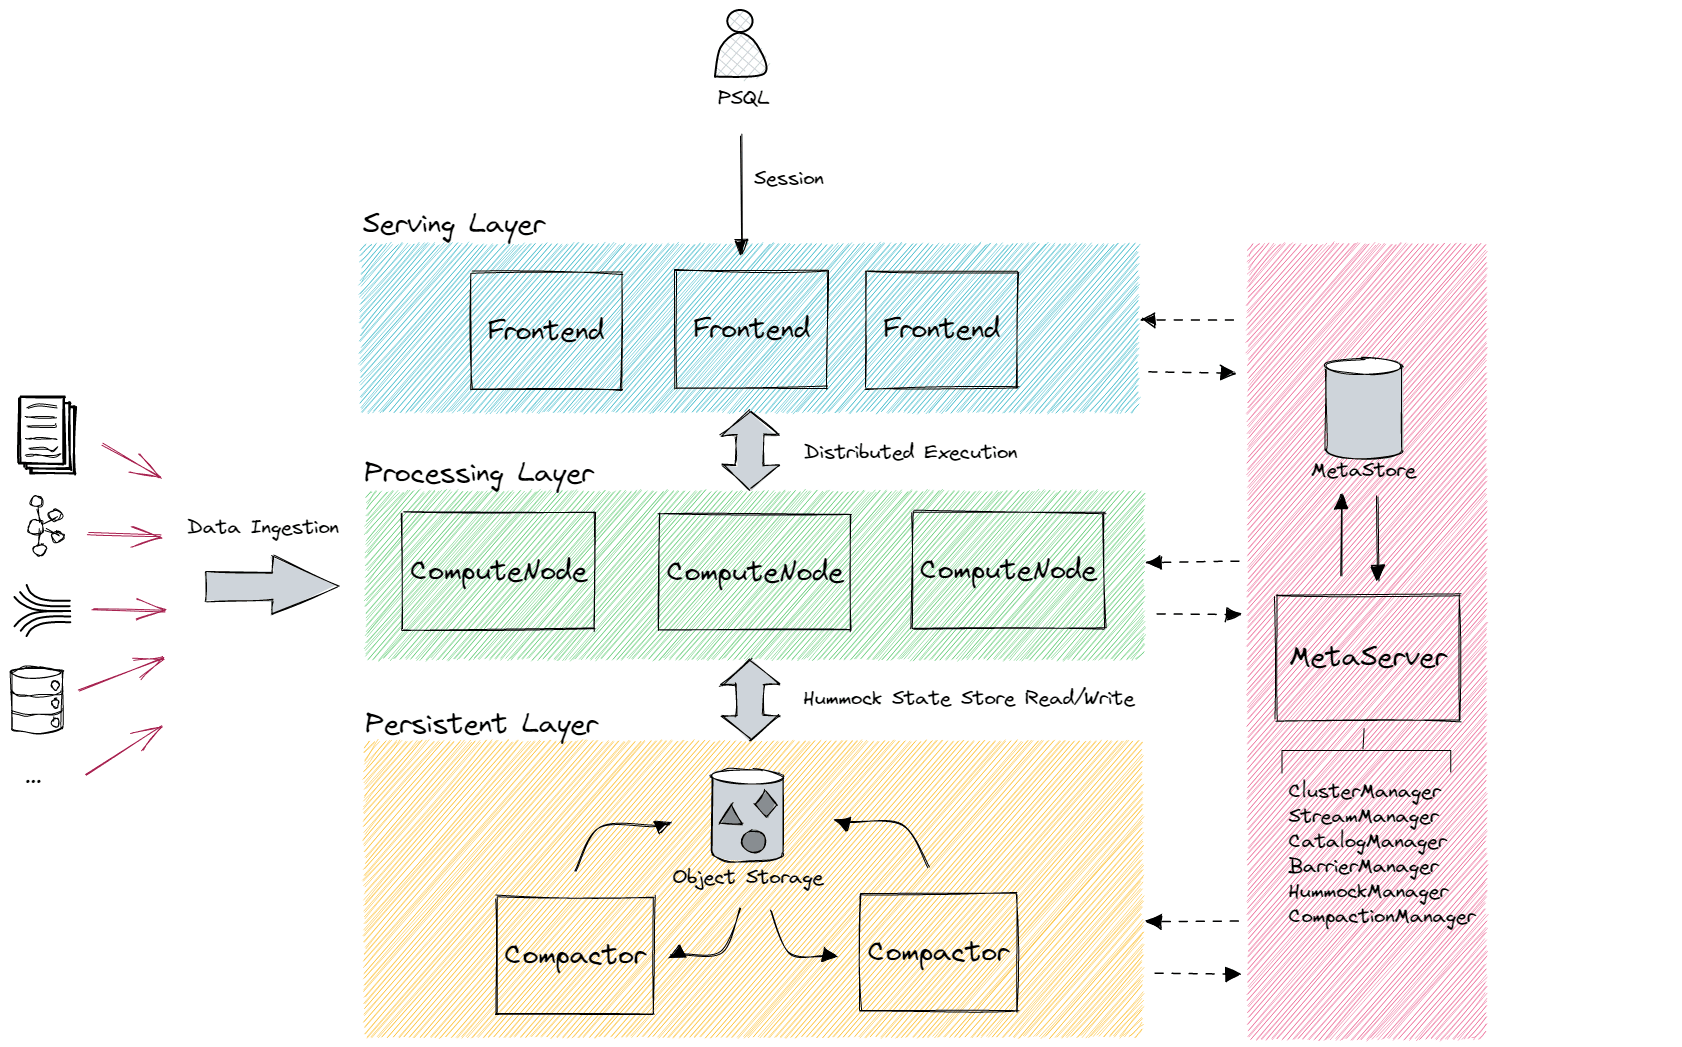 PSQL
Session
Serving Layer
Frontend
Frontend
Frontend
Distributed Execution
Processing Layer
Data Ingestion
ComputeNode
ComputeNode
ComputeNode
Hummock State Store Read/Write
Persistent Layer
...
Object Storage
Compactor
Compactor
MetaStore
MetaServer
ClusterManager
StreamManager
CatalogManager
BarrierManager
HummockManager
CompactionManager